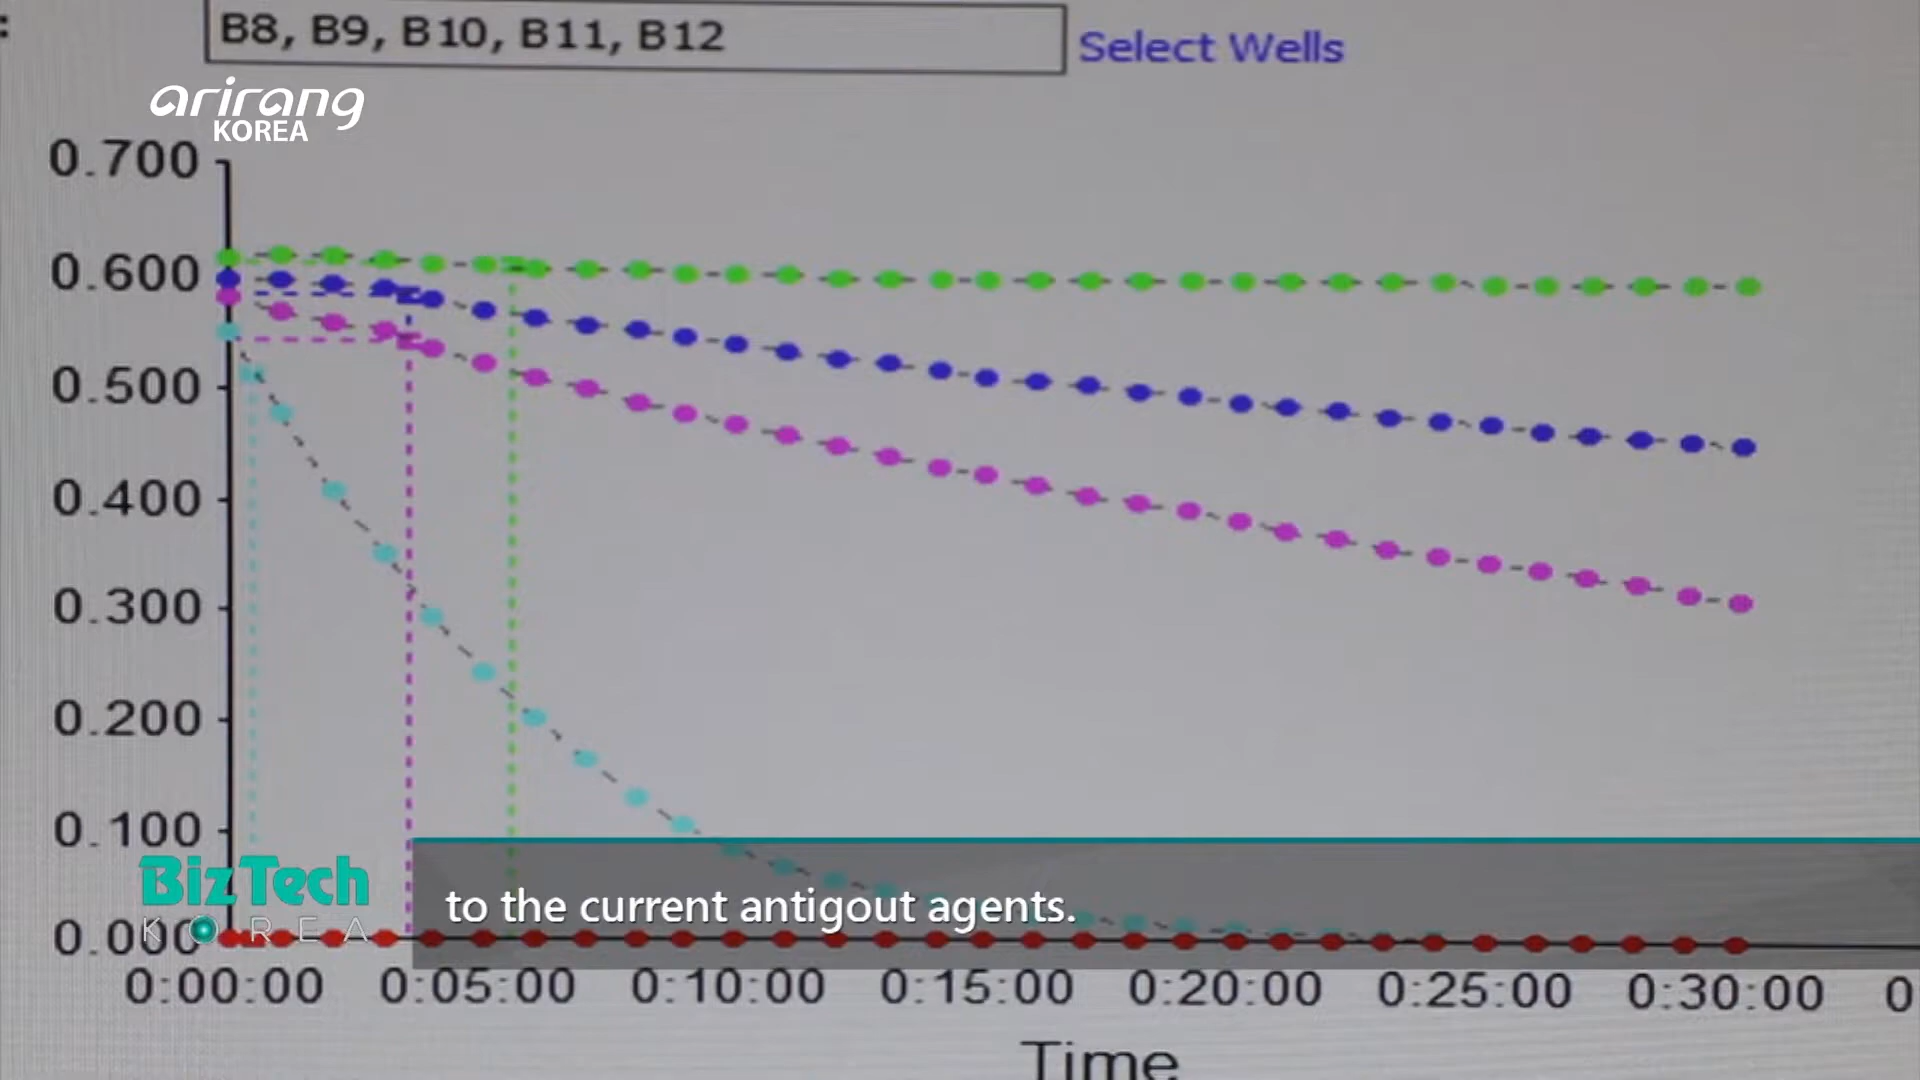 B8, B9, B10, B11, B12
Select Wells
arirang
KOREA
0.700
0.600
0.500
0.400
0.300
0.200
0.100
0.000
BizTech
KOREA
to the current antigout agents.
0:00:00 0:05:00 0:10:00 0:15:00 0:20:00 0:25:00 0:30:00
Time